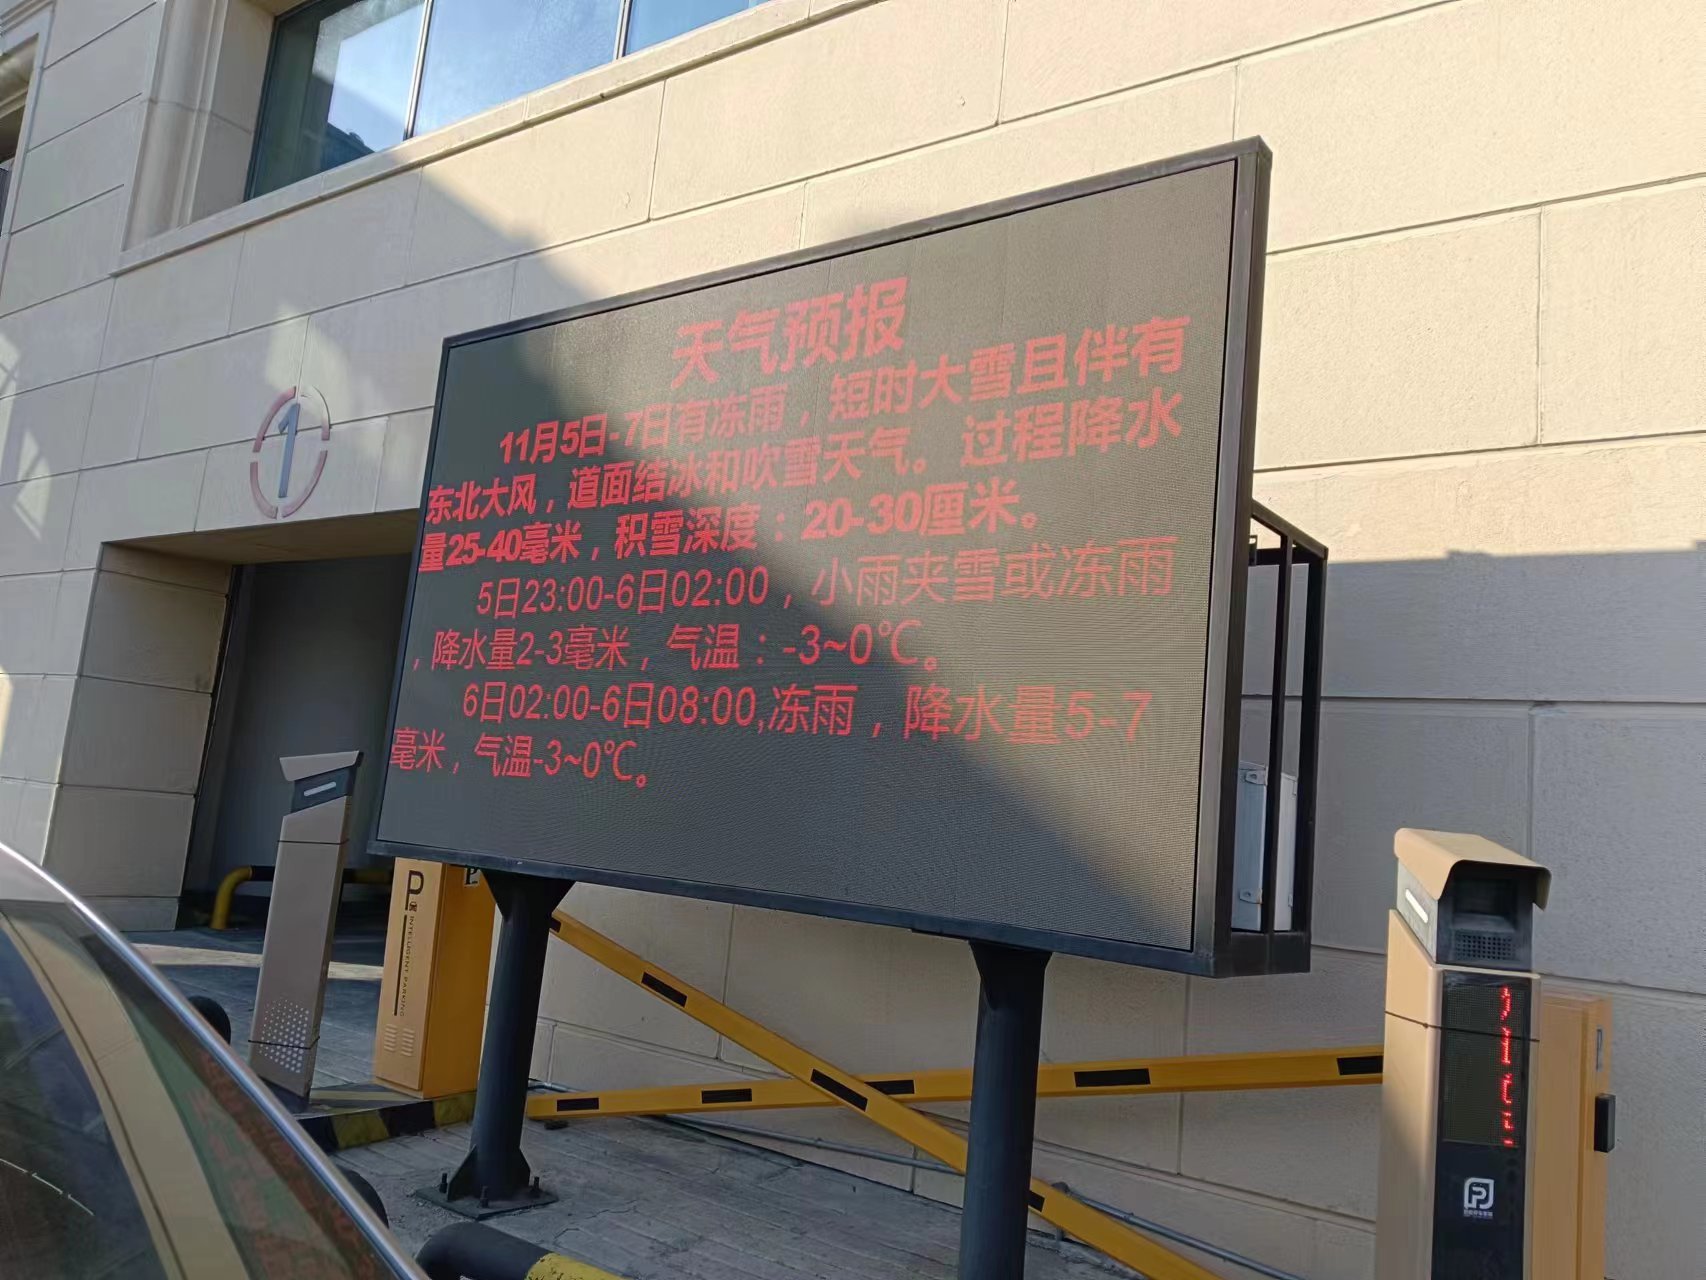 天气预报
11月5日-7日有冻雨，短时大雪且伴有
东北大风，道面结冰和吹雪天气。过程降水
量25-40毫米，积雪深度：20-30厘米。
5日23:00-6日02:00，小雨夹雪或冻雨
，降水量2-3毫米，气温：-3~0℃。
6日02:00-6日08:00,冻雨，降水量5-7
毫米，气温-3~0℃。
1
P
INTELLIGENT PARKING
P
P